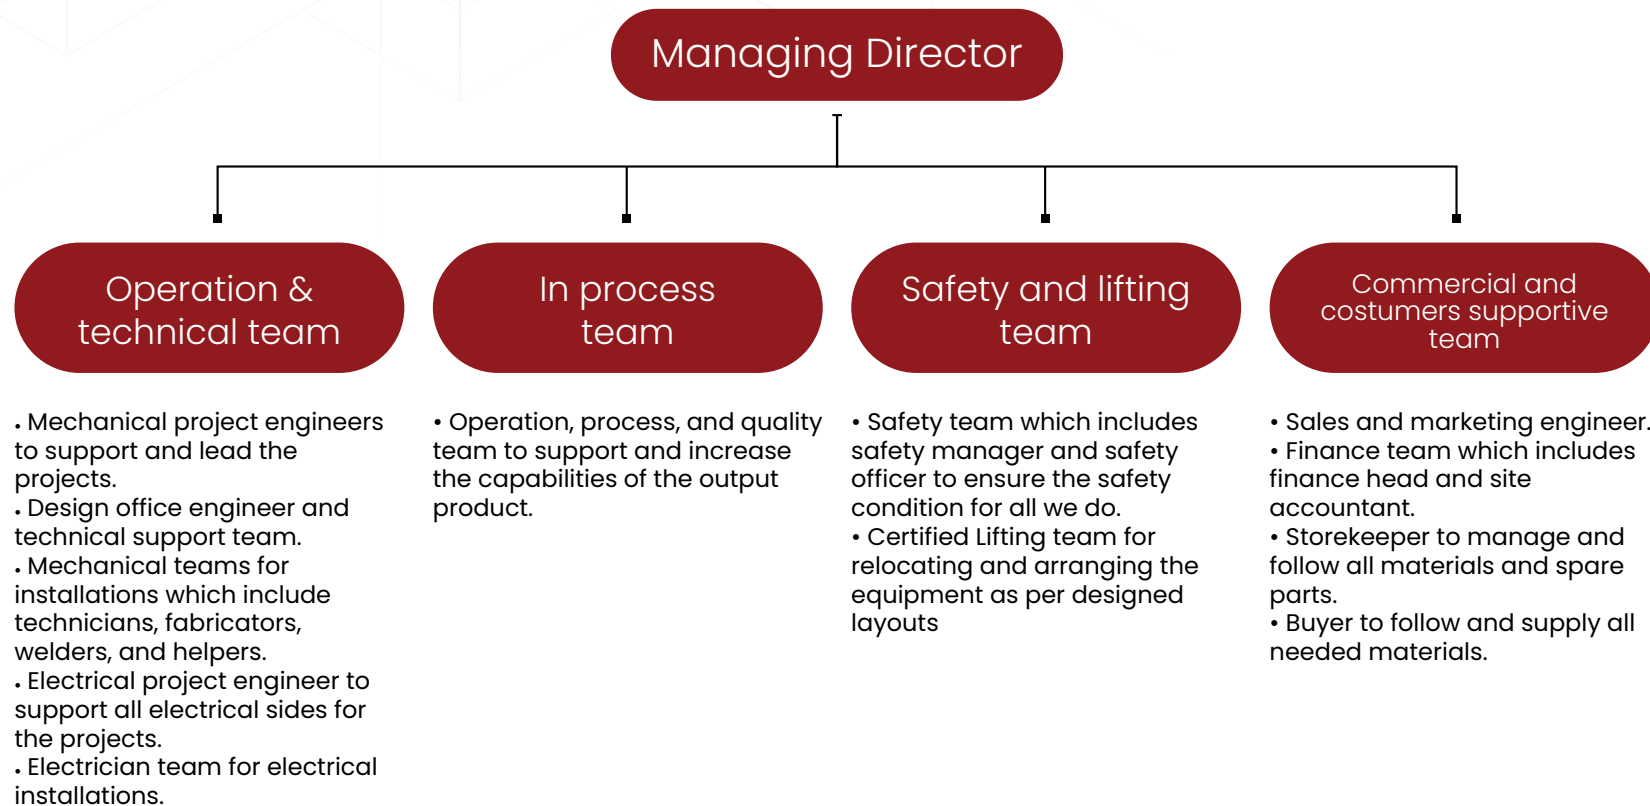 Managing Director
Operation &
technical team
In process
team
Safety and lifting
team
Commercial and
costumers supportive
team
• Mechanical project engineers
to support and lead the
projects.
• Design office engineer and
technical support team.
• Mechanical teams for
installations which include
technicians, fabricators,
welders, and helpers.
• Electrical project engineer to
support all electrical sides for
the projects.
• Electrician team for electrical
installations.
• Operation, process, and quality
team to support and increase
the capabilities of the output
product.
• Safety team which includes
safety manager and safety
officer to ensure the safety
condition for all we do.
• Certified Lifting team for
relocating and arranging the
equipment as per designed
layouts
• Sales and marketing engineer.
• Finance team which includes
finance head and site
accountant.
• Storekeeper to manage and
follow all materials and spare
parts.
• Buyer to follow and supply all
needed materials.